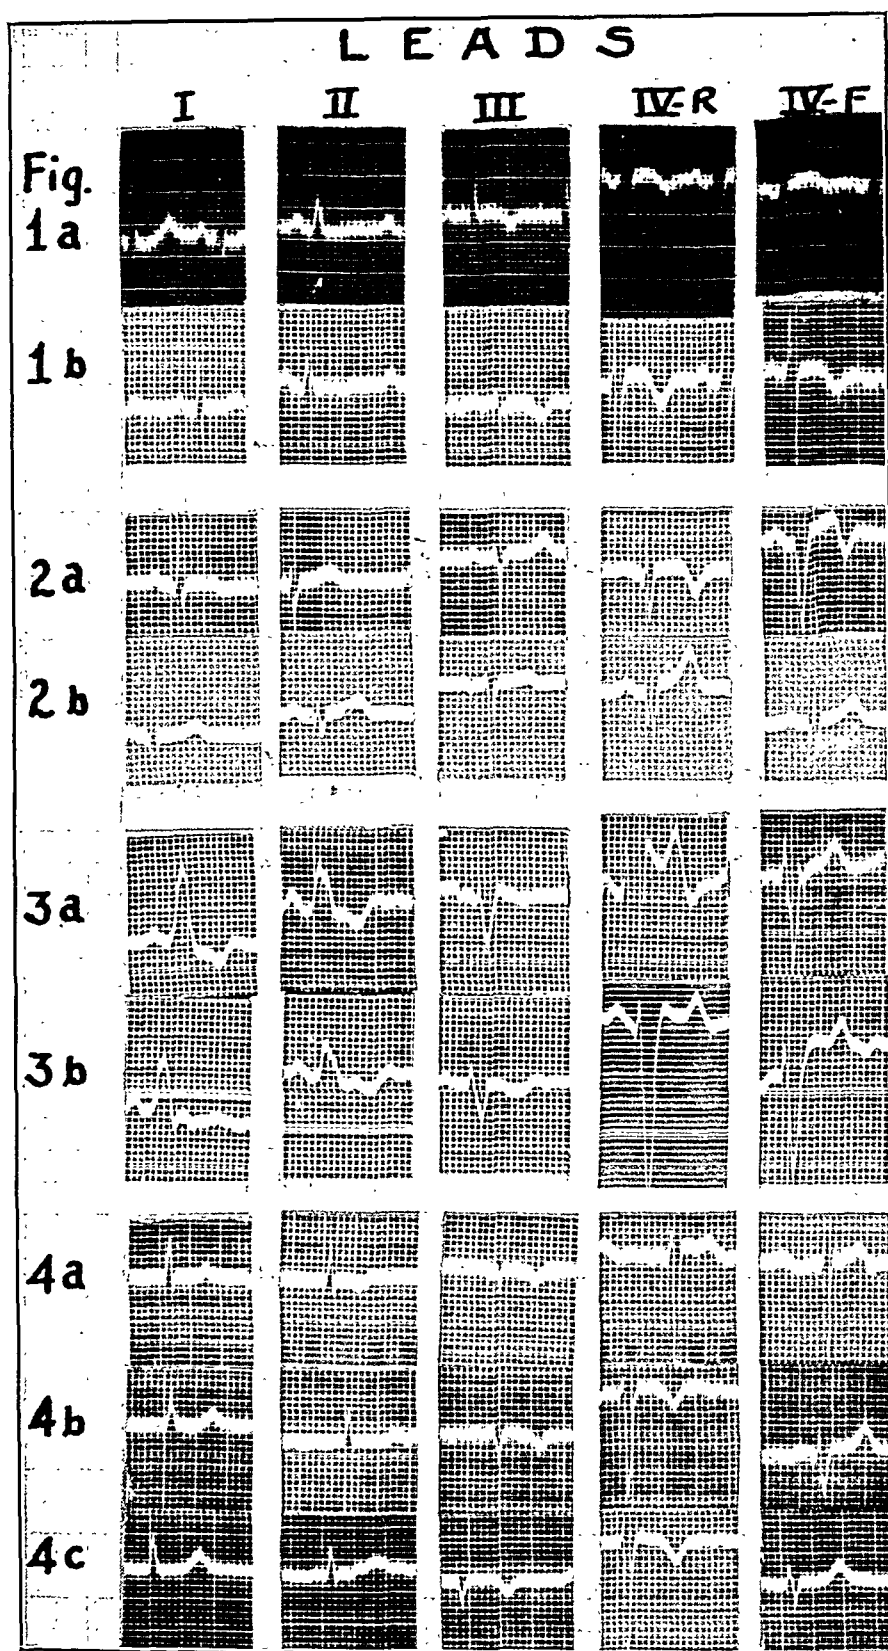 LEADS
I II III IV-R IV-F
Fig.
1a
1b
2a
2b
3a
3b
4a
4b
4c